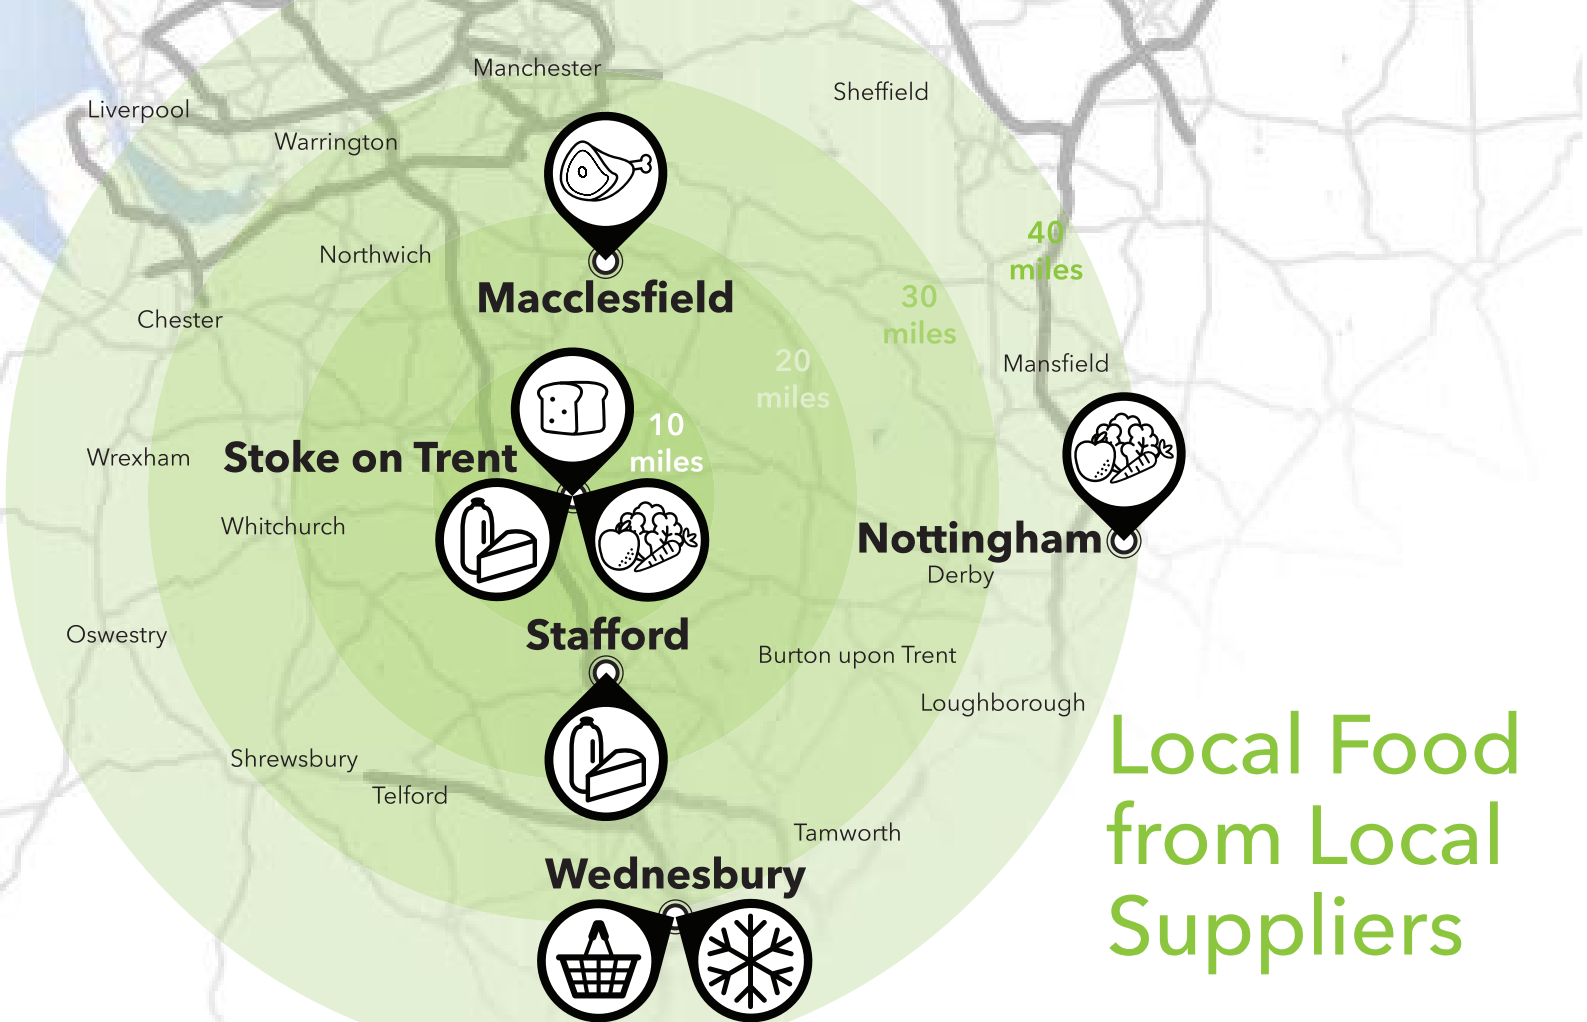 Manchester
Sheffield
Liverpool
Warrington
40
miles
Northwich
Macclesfield
30
miles
Chester
20
miles
Mansfield
10
miles
Stoke on Trent
Wrexham
Whitchurch
Nottingham
Derby
Stafford
Oswestry
Burton upon Trent
Loughborough
Shrewsbury
Telford
Tamworth
Wednesbury
Local Food
from Local
Suppliers